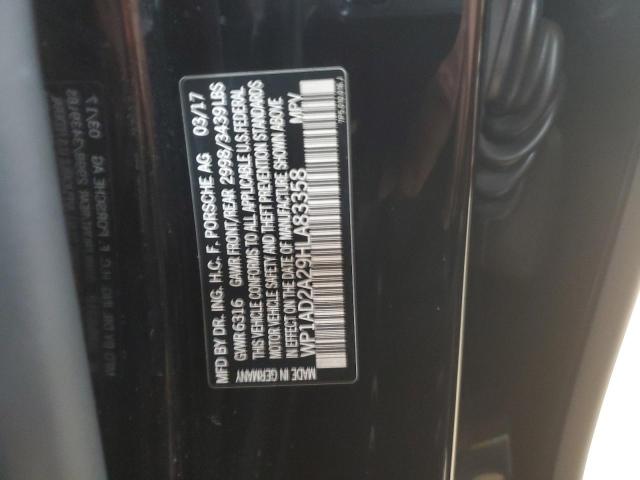 MFD BY DR. ING. H.C. F. PORSCHE AG 03/17
GVWR 6316 GAWR FRONT/REAR 2998/3439LBS
THIS VEHICLE CONFORMS TO ALL APPLICABLE U.S.FEDERAL
MOTOR VEHICLE SAFETY AND THEFT PREVENTION STANDARDS
IN EFFECT ON THE DATE OF MANUFACTURE SHOWN ABOVE
WP1AD2A29HLA83358 MPV
MADE IN GERMANY